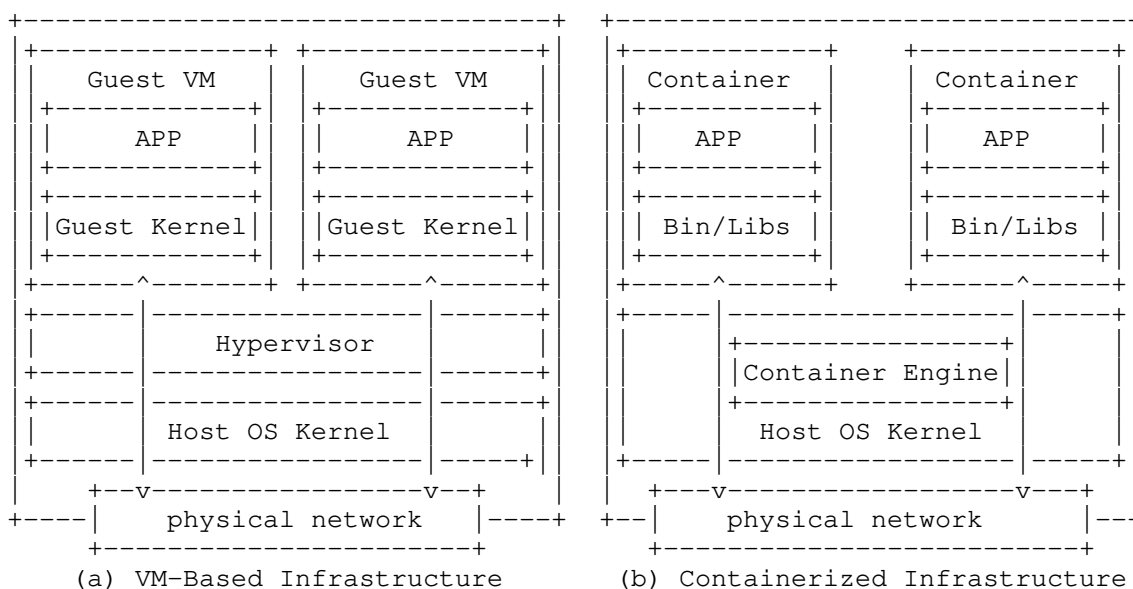 Guest VM Guest VM Container Container
APP APP APP APP
Guest Kernel Guest Kernel Bin/Libs Bin/Libs
Hypervisor
Container Engine
Host OS Kernel Host OS Kernel
physical network physical network
(a) VM-Based Infrastructure (b) Containerized Infrastructure